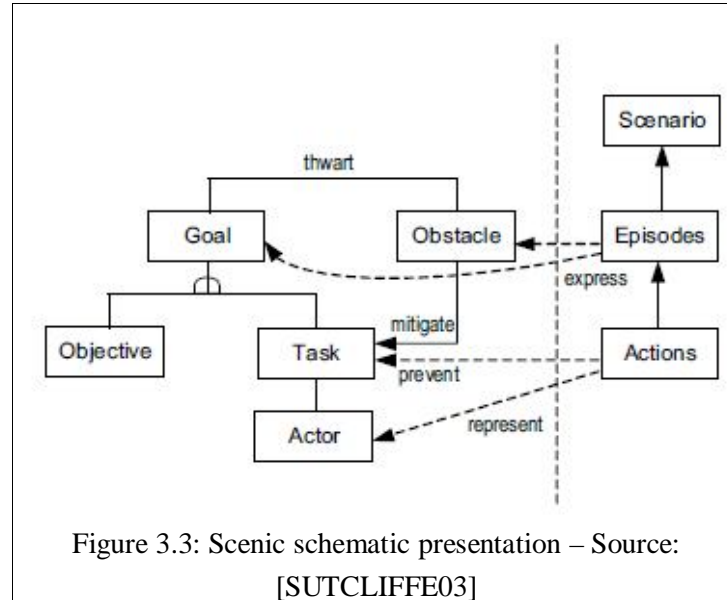 Scenario
thwart
Goal
Obstacle
Episodes
express
mitigate
Objective
Task
Actions
prevent
Actor
represent
Figure 3.3: Scenic schematic presentation – Source:
[SUTCLIFFE03]